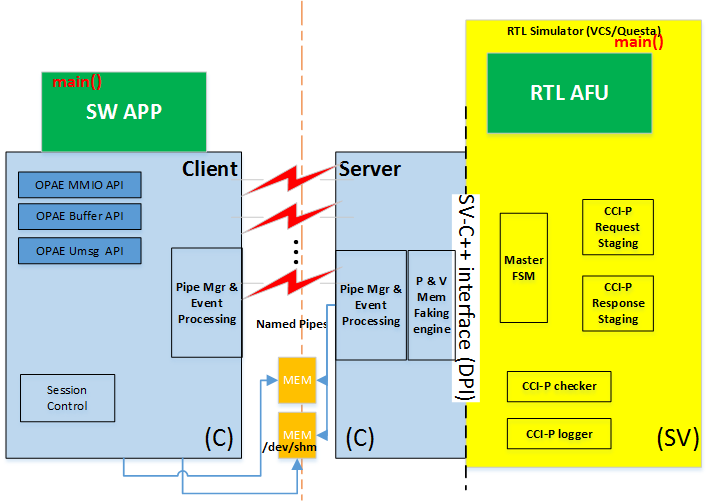 RTL Simulator (VCS/Questa)
main()
RTL AFU
main()
SW APP
Client
Server
OPAE MMIO API
OPAE Buffer API
OPAE Umsg API
Pipe Mgr &
Event
Processing
Named Pipes
Pipe Mgr &
Event
Processing
P & V
Mem
Faking
engine
SV-C++ interface (DPI)
Master
FSM
CCI-P
Request
Staging
CCI-P
Response
Staging
MEM
MEM
/dev/shm
Session
Control
CCI-P checker
CCI-P logger
(C)
(C)
(SV)